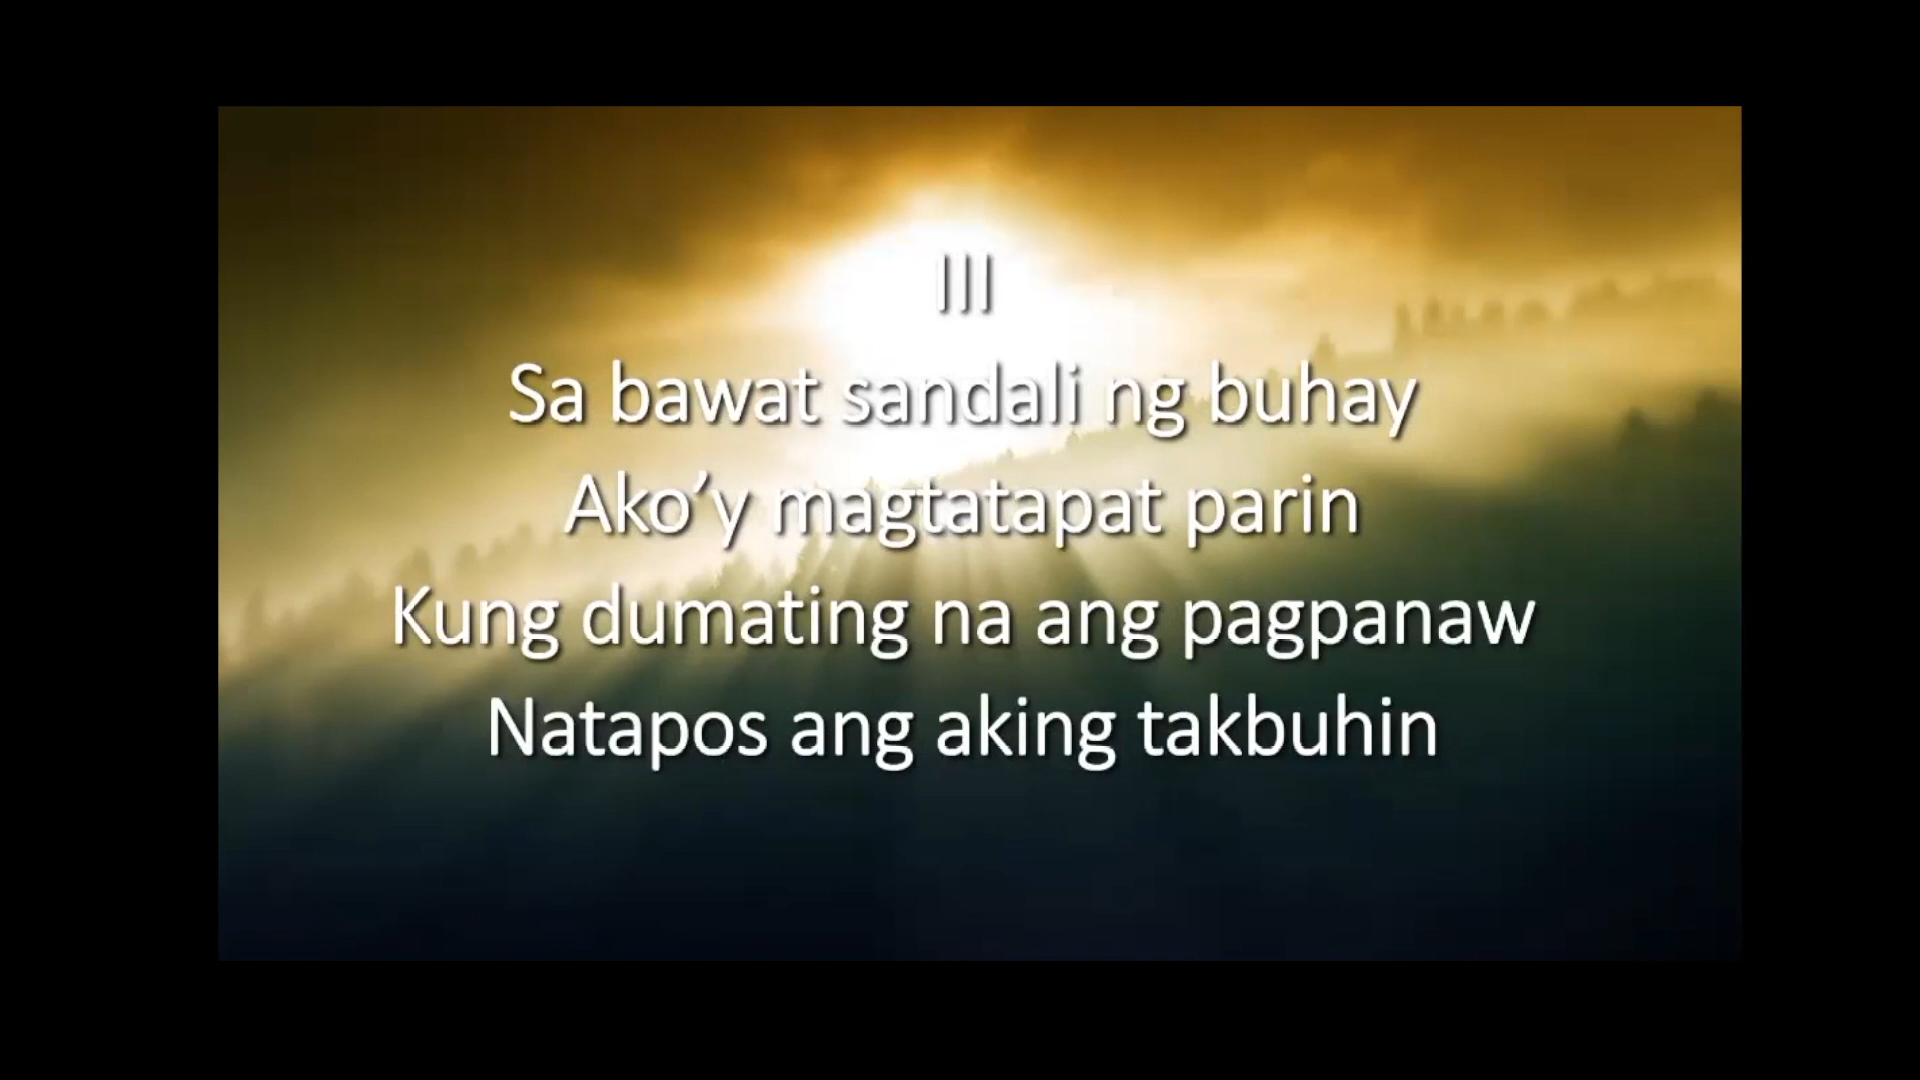 III
Sa bawat sandali ng buhay
Ako’y magtatapat parin
Kung dumating na ang pagpanaw
Natapos ang aking takbuhin